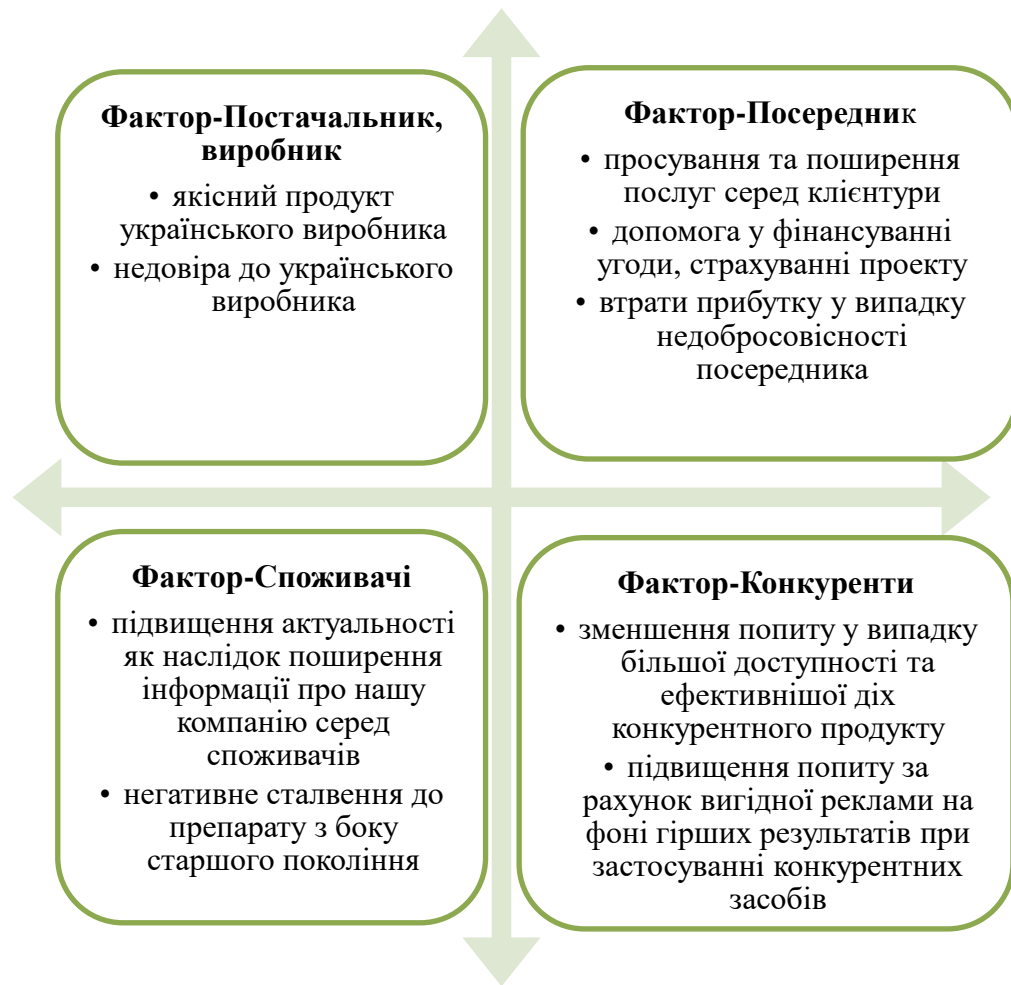 Фактор-Постачальник,
виробник
• якісний продукт
українського виробника
• недовіра до українського
виробника
Фактор-Посередник
• просування та поширення
послуг серед клієнтури
• допомога у фінансуванні
угоди, страхуванні проекту
• втрати прибутку у випадку
недобросовісності
посередника
Фактор-Споживачі
• підвищення актуальності
як наслідок поширення
інформації про нашу
компанію серед
споживачів
• негативне сталвення до
препарату з боку
старшого покоління
Фактор-Конкуренти
• зменшення попиту у випадку
більшої доступності та
ефективнішої діх
конкурентного продукту
• підвищення попиту за
рахунок вигідної реклами на
фоні гірших результатів при
застосуванні конкурентних
засобів